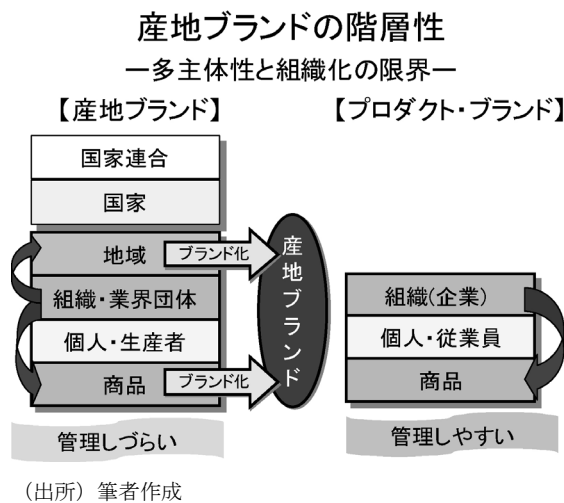 産地ブランドの階層性
―多主体性と組織化の限界―
【産地ブランド】
【プロダクト・ブランド】
国家連合
国家
地域
ブランド化
組織・業界団体
個人・生産者
商品
ブランド化
産地ブランド
組織(企業)
個人・従業員
商品
管理しづらい
管理しやすい
（出所）筆者作成